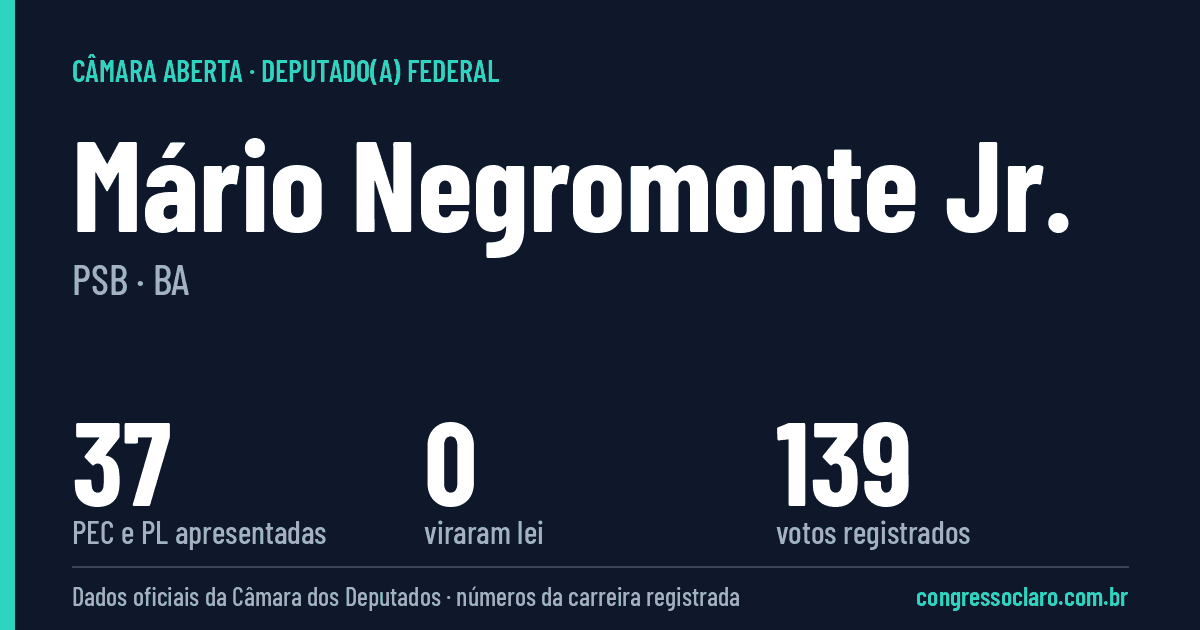 CÂMARA ABERTA · DEPUTADO(A) FEDERAL
Mário Negromonte Jr.
PSB · BA
37 0 139
PEC e PL apresentadas viraram lei votos registrados
Dados oficiais da Câmara dos Deputados · números da carreira registrada congressoclaro.com.br